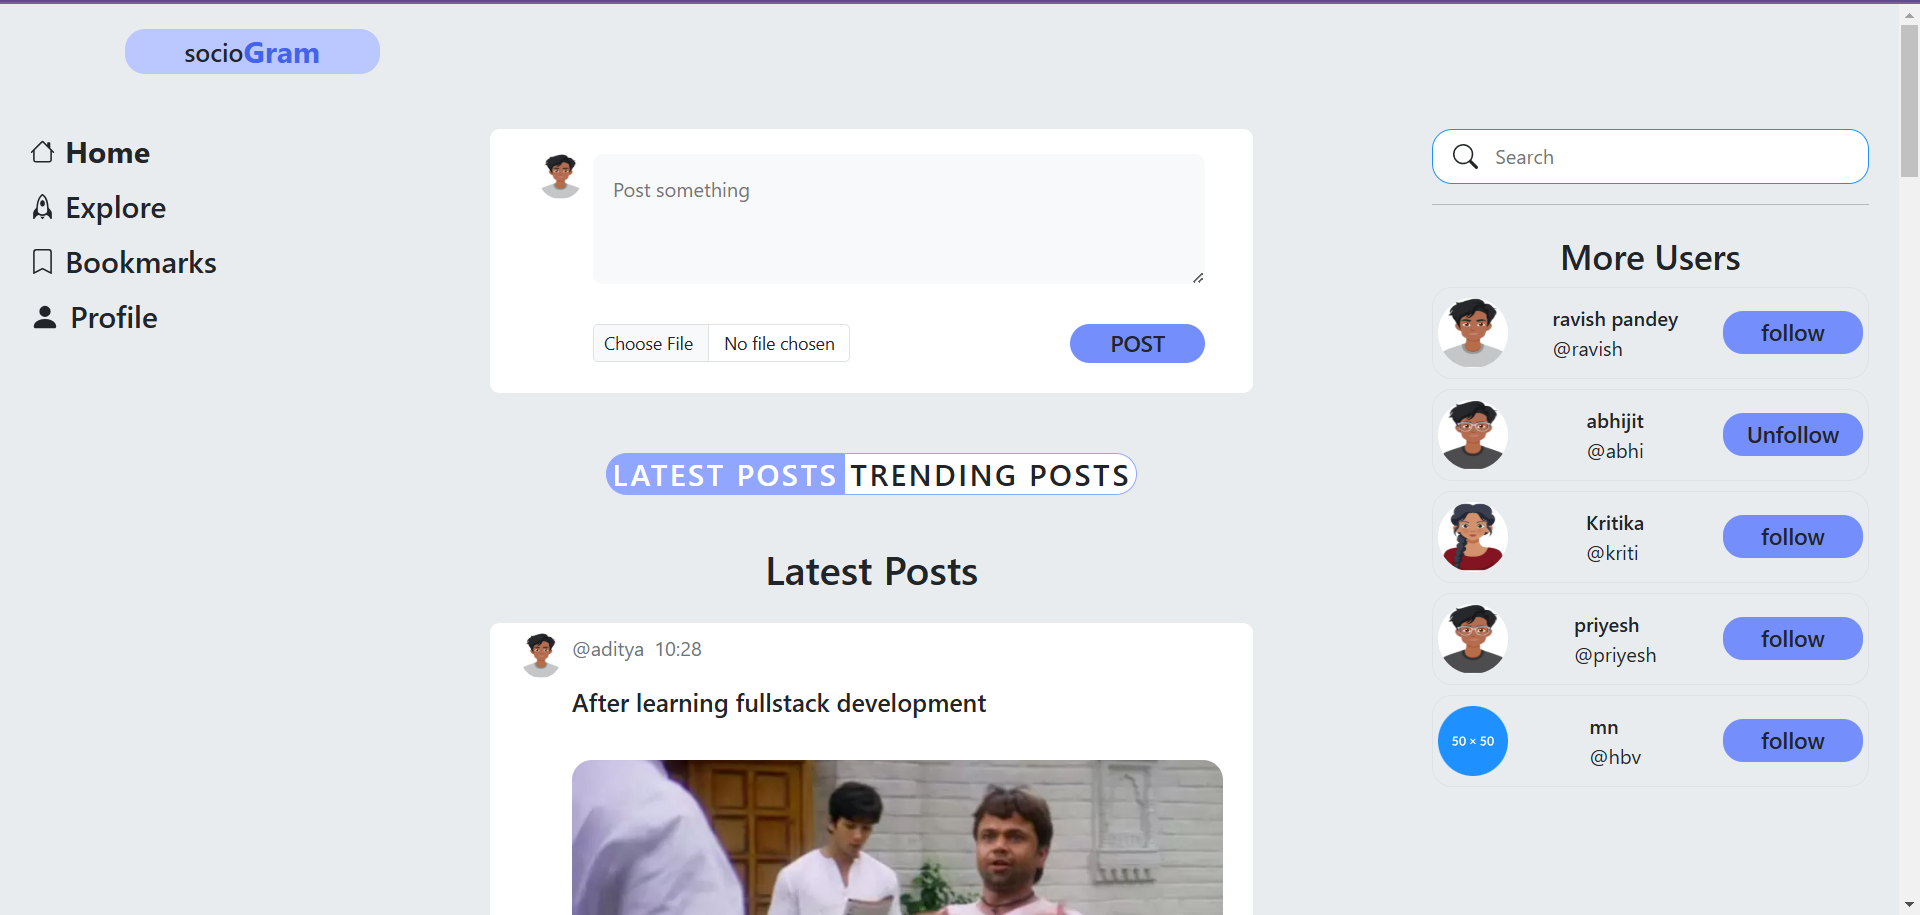 socioGram
Home
Explore
Bookmarks
Profile
Post something
Choose File No file chosen
POST
LATEST POSTS TRENDING POSTS
Latest Posts
@aditya 10:28
After learning fullstack development
Search
More Users
ravish pandey
@ravish
follow
abhijit
@abhi
Unfollow
Kritika
@kriti
follow
priyesh
@priyesh
follow
50 × 50
mn
@hbv
follow